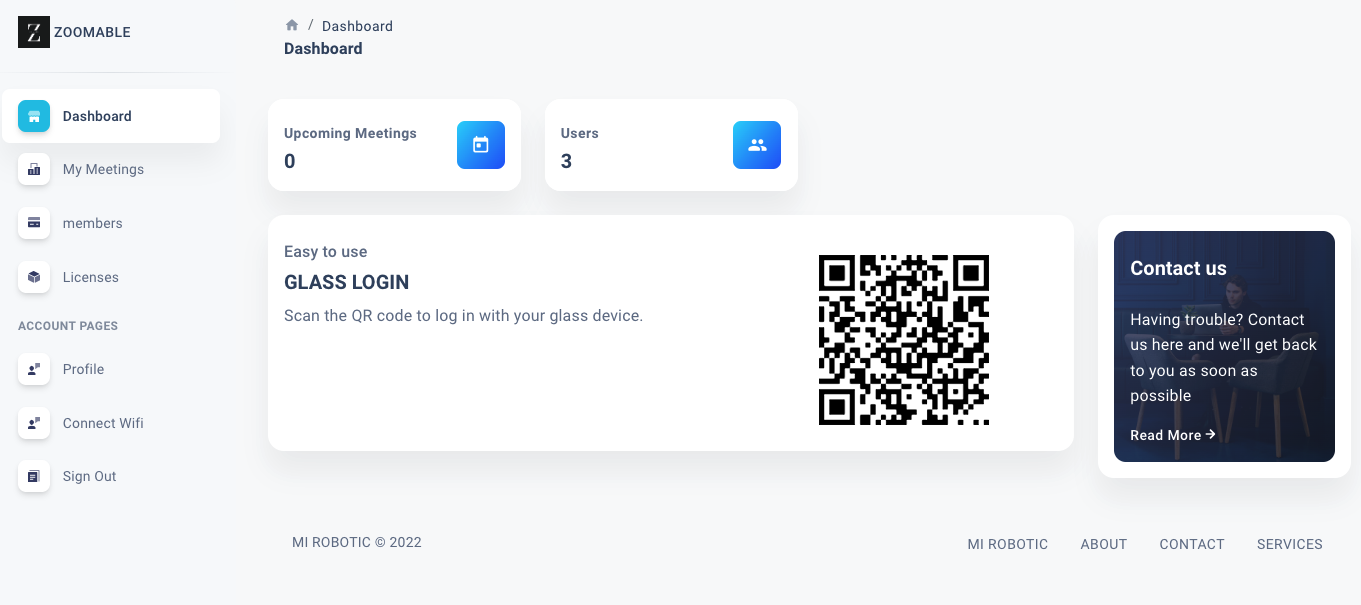 Z ZOOMABLE
Dashboard
My Meetings
members
Licenses
ACCOUNT PAGES
Profile
Connect Wifi
Sign Out
/ Dashboard
Dashboard
Upcoming Meetings
0
Users
3
Easy to use
GLASS LOGIN
Scan the QR code to log in with your glass device.
Contact us
Having trouble? Contact
us here and we'll get back
to you as soon as
possible
Read More →
MI ROBOTIC © 2022
MI ROBOTIC ABOUT CONTACT SERVICES